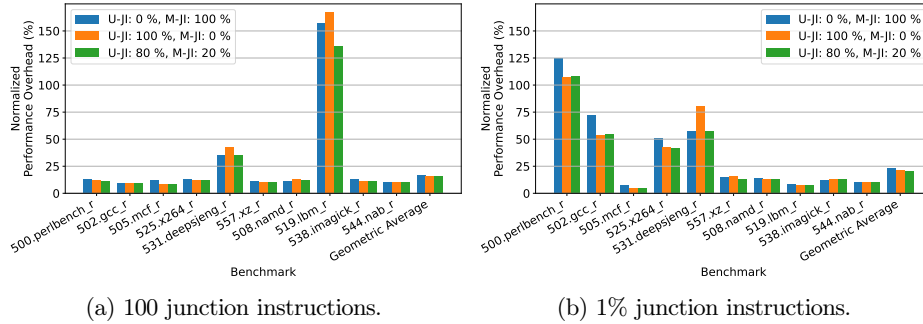 Normalized
Performance Overhead (%)
150
125
100
75
50
25
0
U-JI: 0 %, M-JI: 100 %
U-JI: 100 %, M-JI: 0 %
U-JI: 80 %, M-JI: 20 %
500.perlbench_r
502.gcc_r
505.mcf_r
525.x264_r
531.deepsjeng_r
557.xz_r
508.namd_r
519.lbm_r
538.imagick_r
544.nab_r
Geometric Average
Benchmark
(a) 100 junction instructions.
Normalized
Performance Overhead (%)
150
125
100
75
50
25
0
U-JI: 0 %, M-JI: 100 %
U-JI: 100 %, M-JI: 0 %
U-JI: 80 %, M-JI: 20 %
500.perlbench_r
502.gcc_r
505.mcf_r
525.x264_r
531.deepsjeng_r
557.xz_r
508.namd_r
519.lbm_r
538.imagick_r
544.nab_r
Geometric Average
Benchmark
(b) 1% junction instructions.